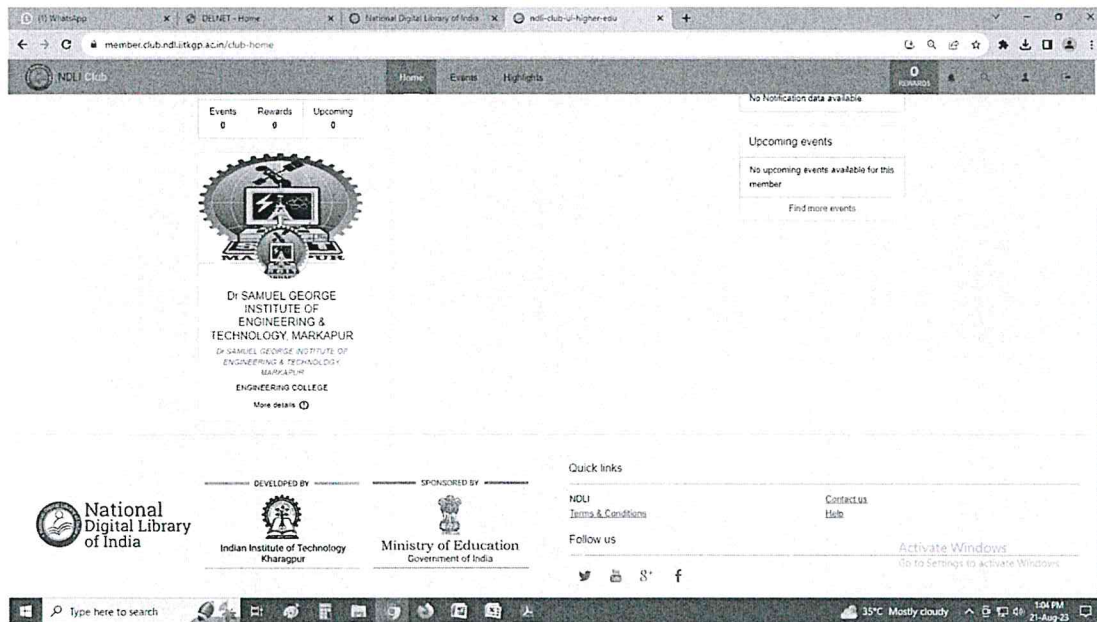 (1) WhatsApp
DELNET - Home
National Digital Library of India
ndli-club-ui-higher-edu
member.club.ndl.iitkgp.ac.in/club-home
NDLI Club
Home Events Highlights
0
REWARDS
Events Rewards Upcoming
0 0 0
Dr SAMUEL GEORGE
INSTITUTE OF
ENGINEERING &
TECHNOLOGY, MARKAPUR
Dr SAMUEL GEORGE INSTITUTE OF
ENGINEERING & TECHNOLOGY,
MARKAPUR
ENGINEERING COLLEGE
More details
No Notification data available
Upcoming events
No upcoming events available for this
member
Find more events
National
Digital Library
of India
DEVELOPED BY
Indian Institute of Technology
Kharagpur
SPONSORED BY
Ministry of Education
Government of India
Quick links
NDLI
Terms & Conditions
Contact us
Help
Follow us
Activate Windows
Go to Settings to activate Windows
Type here to search
35°C Mostly cloudy
1:04 PM
21-Aug-23